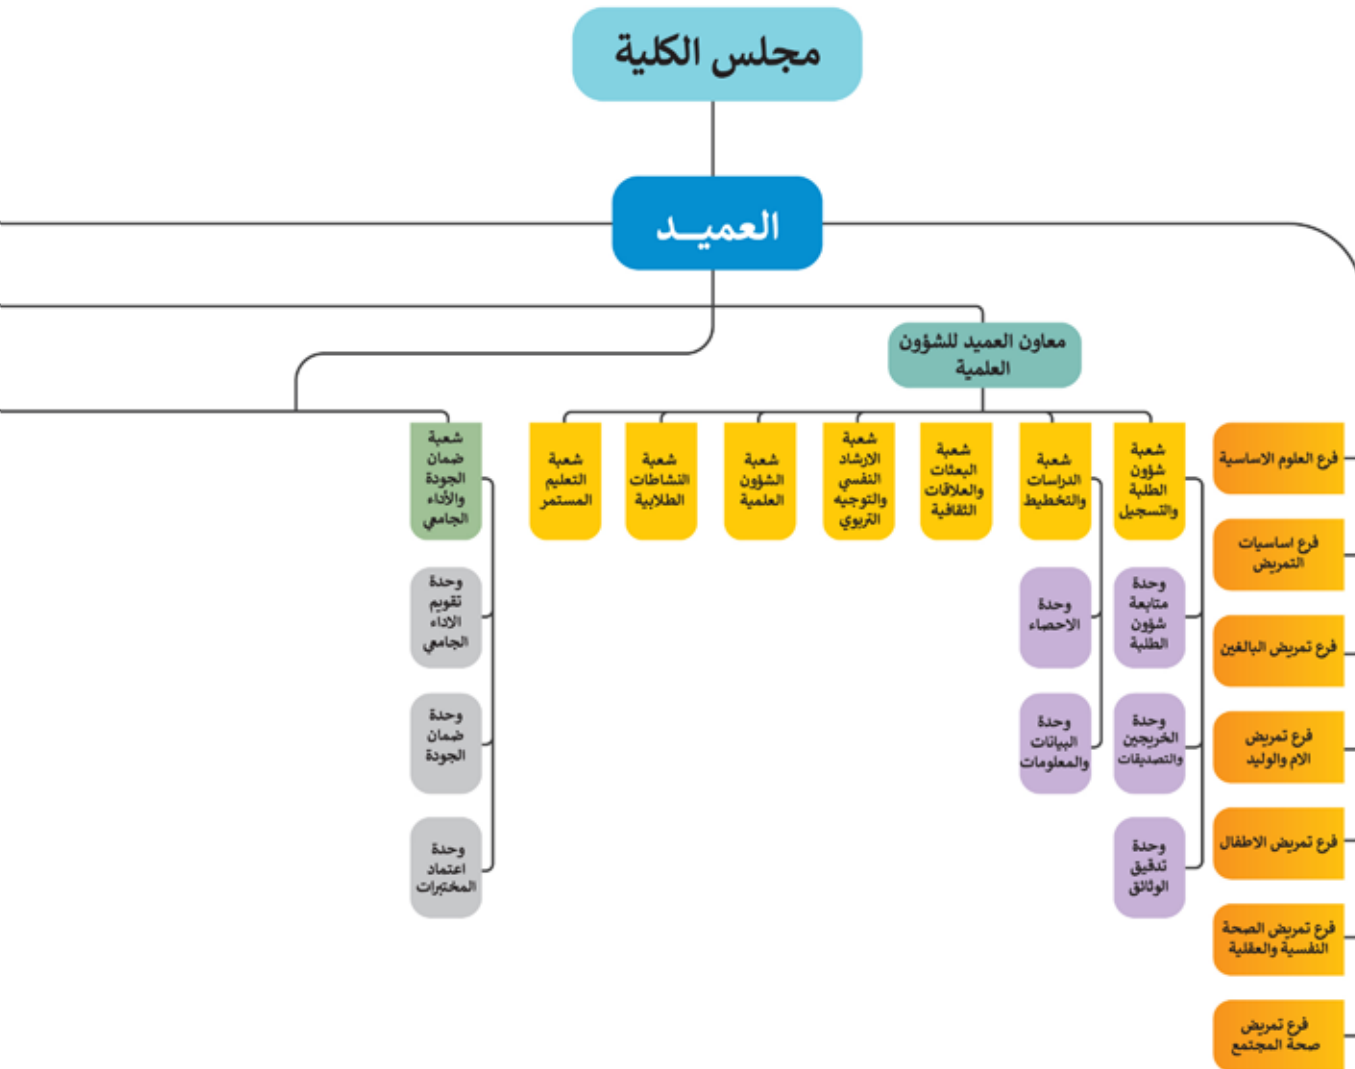 مجلس الكلية
العميــد
معاون العميد للشؤون
العلمية
فرع العلوم الاساسية
فرع اساسيات
التمريض
فرع تمريض البالغين
فرع تمريض
الام والوليد
فرع تمريض الاطفال
فرع تمريض الصحة
النفسية والعقلية
فرع تمريض
صحة المجتمع
شعبة
شؤون
الطلبة
والتسجيل
وحدة
متابعة
شؤون
الطلبة
وحدة
الخريجين
والتصديقات
وحدة
تدقيق
الوثائق
شعبة
الدراسات
والتخطيط
وحدة
الاحصاء
وحدة
البيانات
والمعلومات
شعبة
البعثات
والعلاقات
الثقافية
شعبة
الارشاد
النفسي
والتوجيه
التربوي
شعبة
الشؤون
العلمية
شعبة
النشاطات
الطلابية
شعبة
التعليم
المستمر
شعبة
ضمان
الجودة
والأداء
الجامعي
وحدة
تقويم
الاداء
الجامعي
وحدة
ضمان
الجودة
وحدة
اعتماد
المختبرات